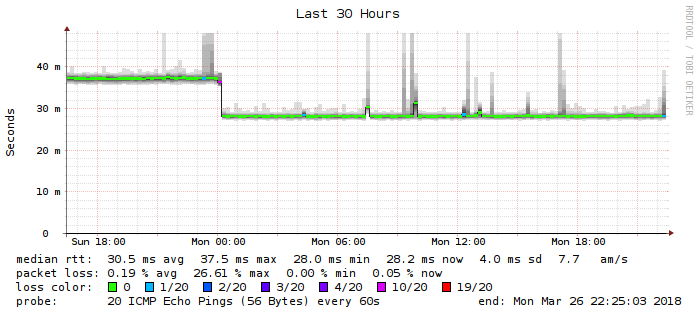 Last 30 Hours
RRDTOOL / TOBI OETIKER
Seconds
40 m
30 m
20 m
10 m
0
Sun 18:00 Mon 00:00 Mon 06:00 Mon 12:00 Mon 18:00
median rtt: 30.5 ms avg 37.5 ms max 28.0 ms min 28.2 ms now 4.0 ms sd 7.7 am/s
packet loss: 0.19 % avg 26.61 % max 0.00 % min 0.05 % now
loss color: 0 1/20 2/20 3/20 4/20 10/20 19/20
probe: 20 ICMP Echo Pings (56 Bytes) every 60s end: Mon Mar 26 22:25:03 2018